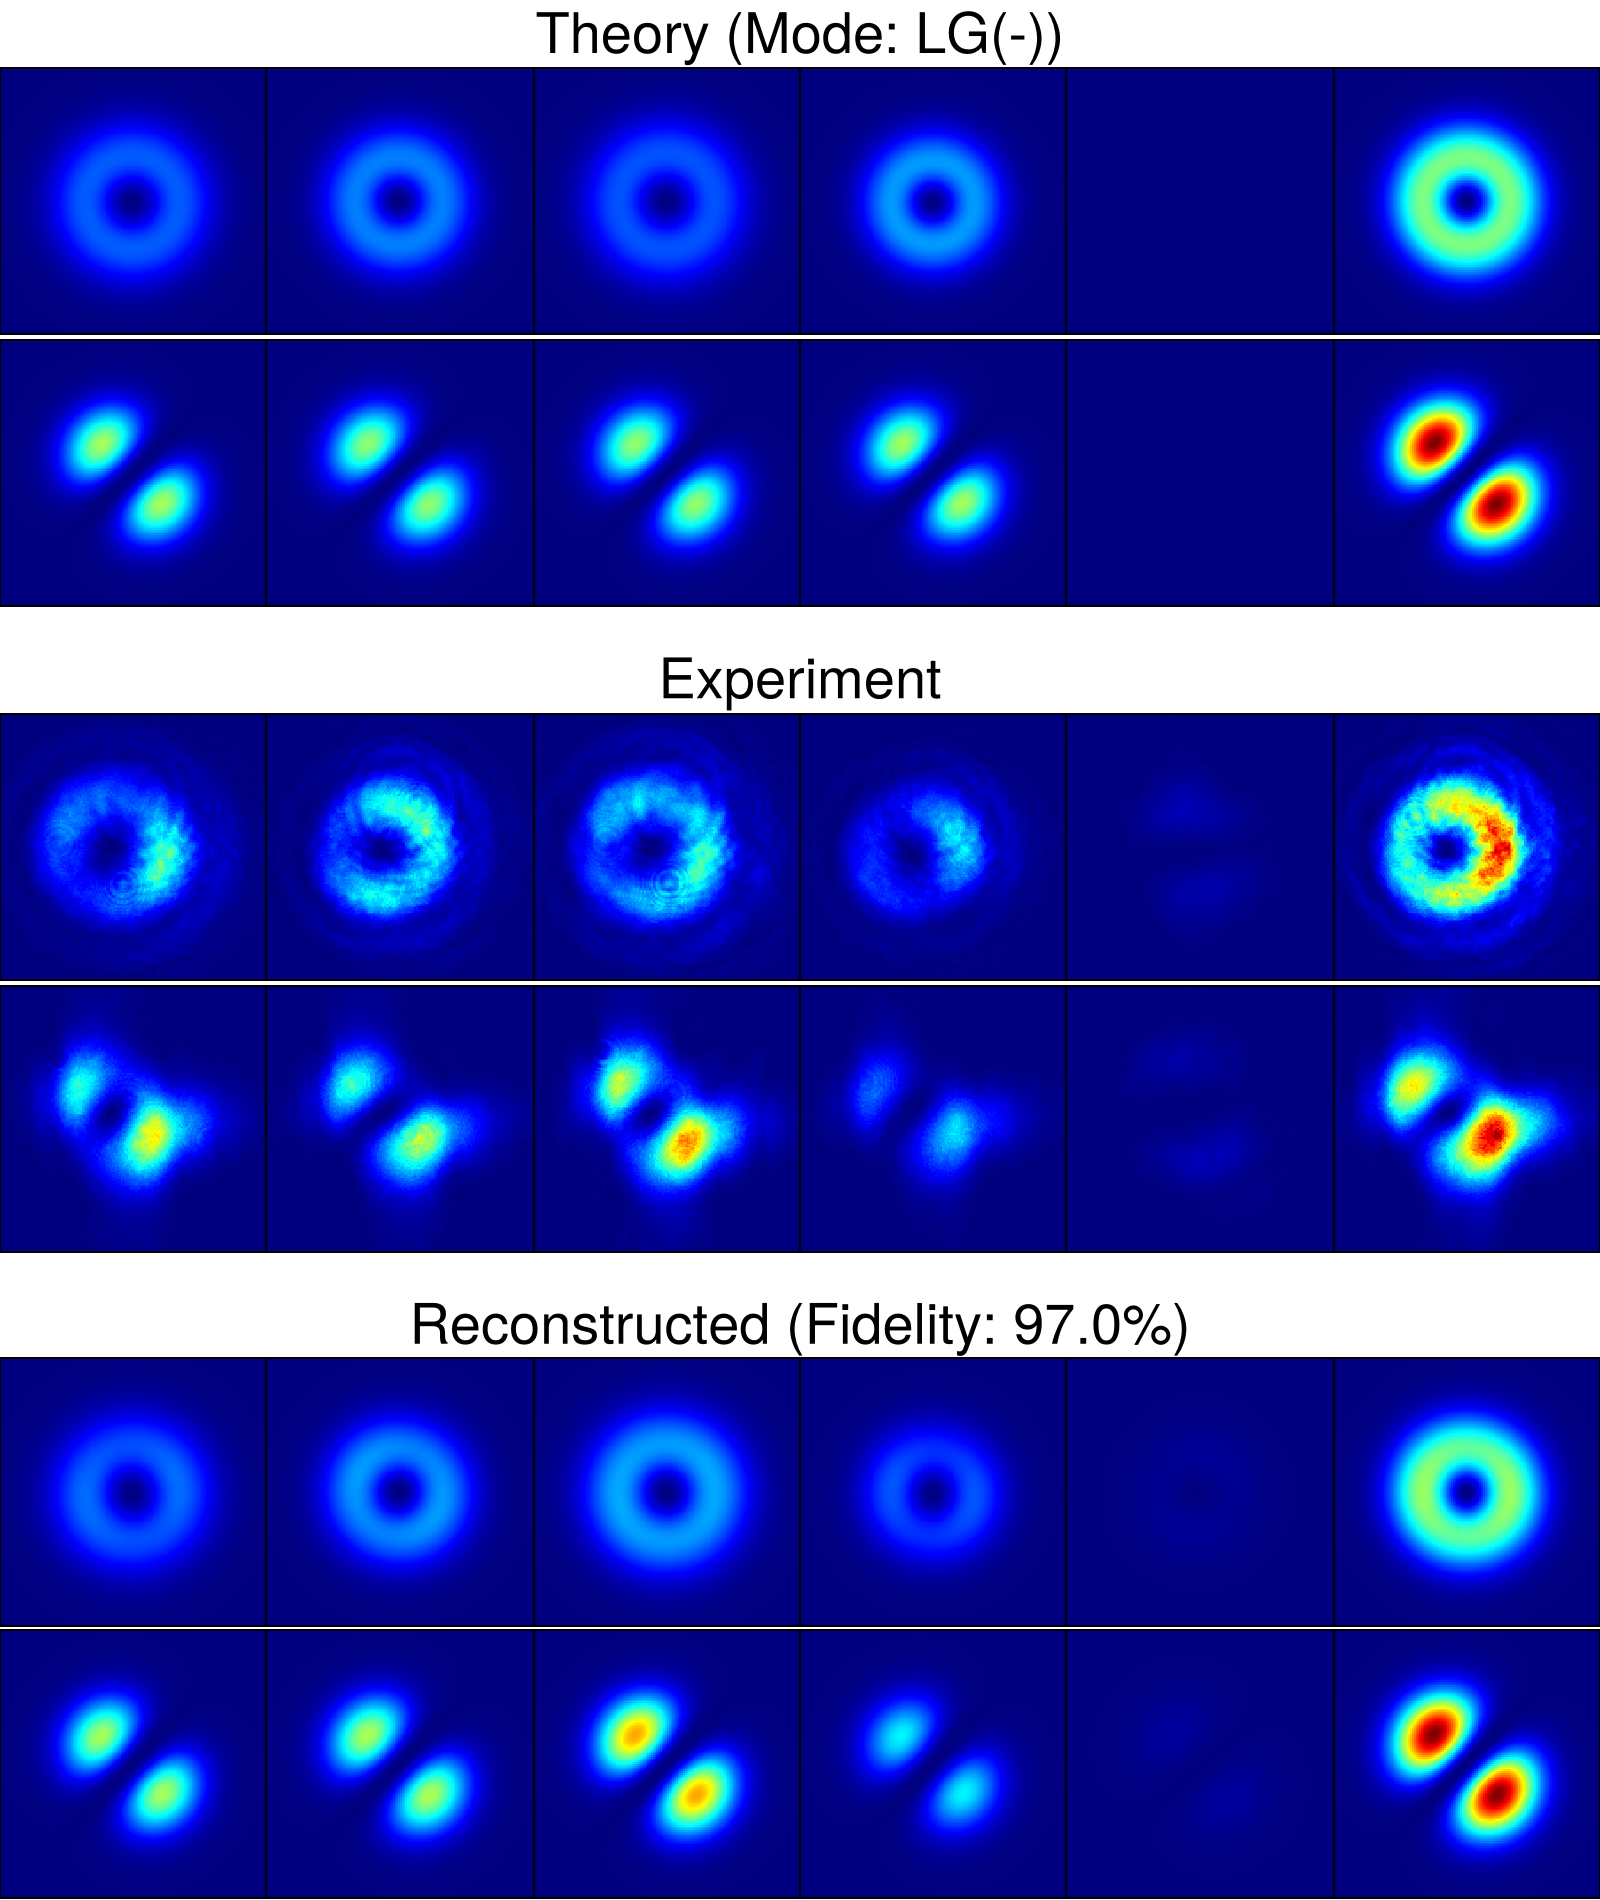 Theory (Mode: LG(-))
Experiment
Reconstructed (Fidelity: 97.0%)